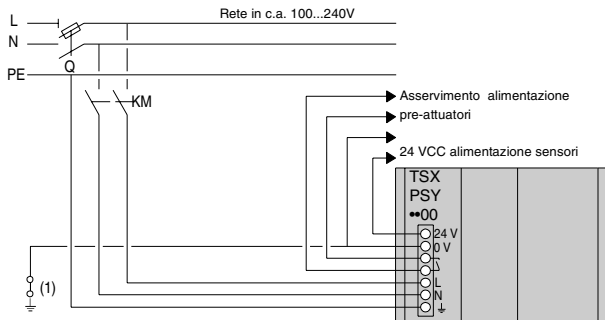 Rete in c.a. 100...240V
L
N
Q
PE
KM
Asservimento alimentazione
pre-attuatori
24 VCC alimentazione sensori
TSX
PSY
••00
24 V
0 V
L
N
(1)